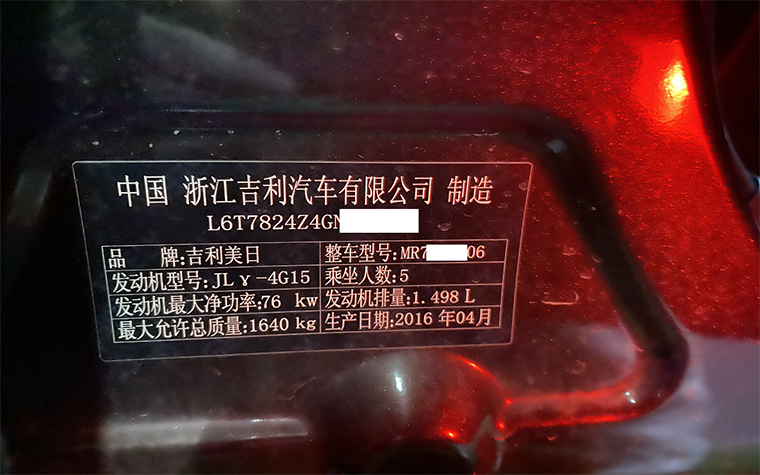 中国 浙江吉利汽车有限公司 制造
L6T7824Z4G
品 牌:吉利美日 整车型号:MR7 06
发动机型号:JLγ-4G15 乘坐人数:5
发动机最大净功率:76 kw 发动机排量:1.498 L
最大允许总质量:1640 kg 生产日期:2016 年04月